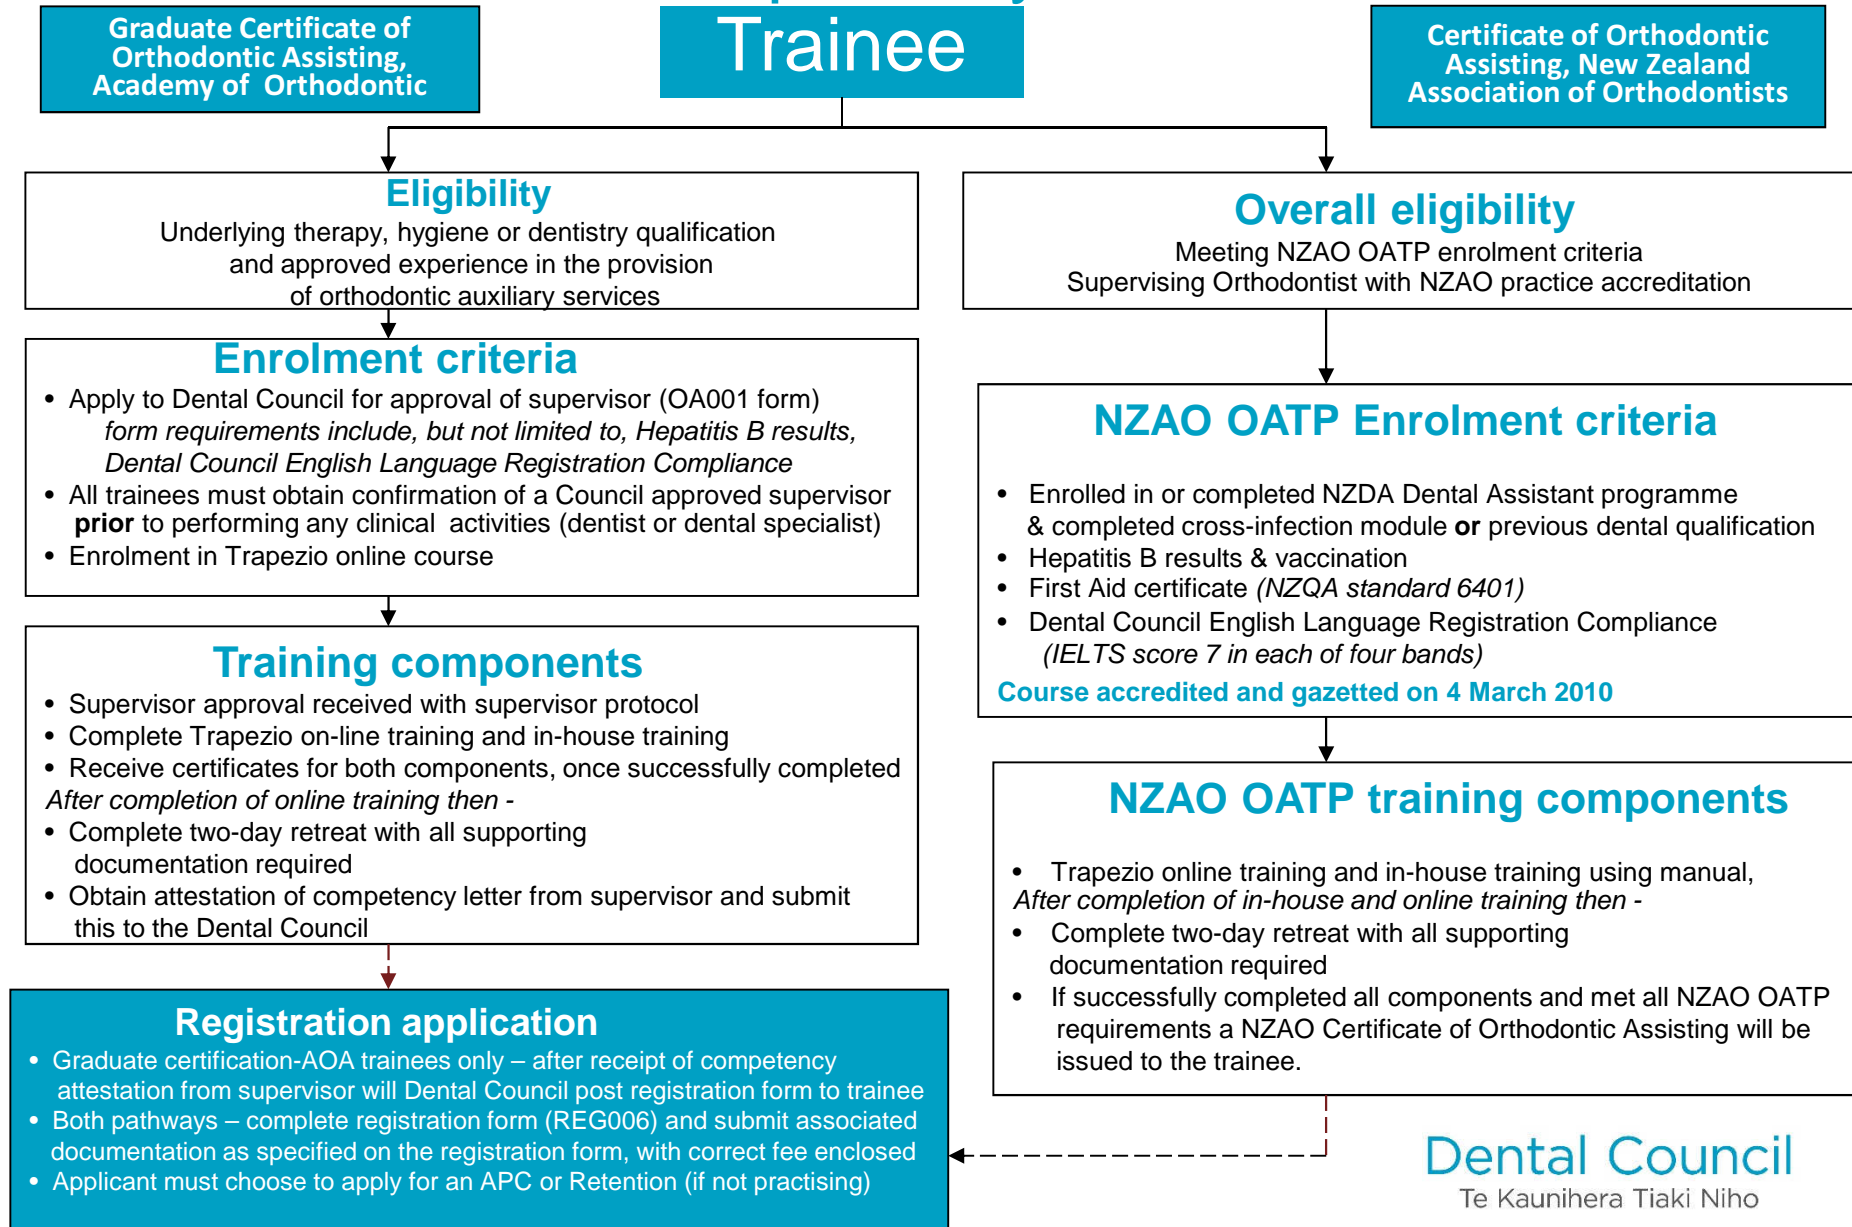 Graduate Certificate of
Orthodontic Assisting,
Academy of Orthodontic
Trainee
Certificate of Orthodontic
Assisting, New Zealand
Association of Orthodontists
Eligibility
Underlying therapy, hygiene or dentistry qualification
and approved experience in the provision
of orthodontic auxiliary services
Enrolment criteria
• Apply to Dental Council for approval of supervisor (OA001 form)
form requirements include, but not limited to, Hepatitis B results,
Dental Council English Language Registration Compliance
• All trainees must obtain confirmation of a Council approved supervisor
prior to performing any clinical activities (dentist or dental specialist)
• Enrolment in Trapezio online course
Training components
• Supervisor approval received with supervisor protocol
• Complete Trapezio on-line training and in-house training
• Receive certificates for both components, once successfully completed
After completion of online training then -
• Complete two-day retreat with all supporting
documentation required
• Obtain attestation of competency letter from supervisor and submit
this to the Dental Council
Registration application
• Graduate certification-AOA trainees only – after receipt of competency
attestation from supervisor will Dental Council post registration form to trainee
• Both pathways – complete registration form (REG006) and submit associated
documentation as specified on the registration form, with correct fee enclosed
• Applicant must choose to apply for an APC or Retention (if not practising)
Overall eligibility
Meeting NZAO OATP enrolment criteria
Supervising Orthodontist with NZAO practice accreditation
NZAO OATP Enrolment criteria
• Enrolled in or completed NZDA Dental Assistant programme
& completed cross-infection module or previous dental qualification
• Hepatitis B results & vaccination
• First Aid certificate (NZQA standard 6401)
• Dental Council English Language Registration Compliance
(IELTS score 7 in each of four bands)
Course accredited and gazetted on 4 March 2010
NZAO OATP training components
• Trapezio online training and in-house training using manual,
After completion of in-house and online training then -
• Complete two-day retreat with all supporting
documentation required
• If successfully completed all components and met all NZAO OATP
requirements a NZAO Certificate of Orthodontic Assisting will be
issued to the trainee.
Dental Council
Te Kaunihera Tiaki Niho